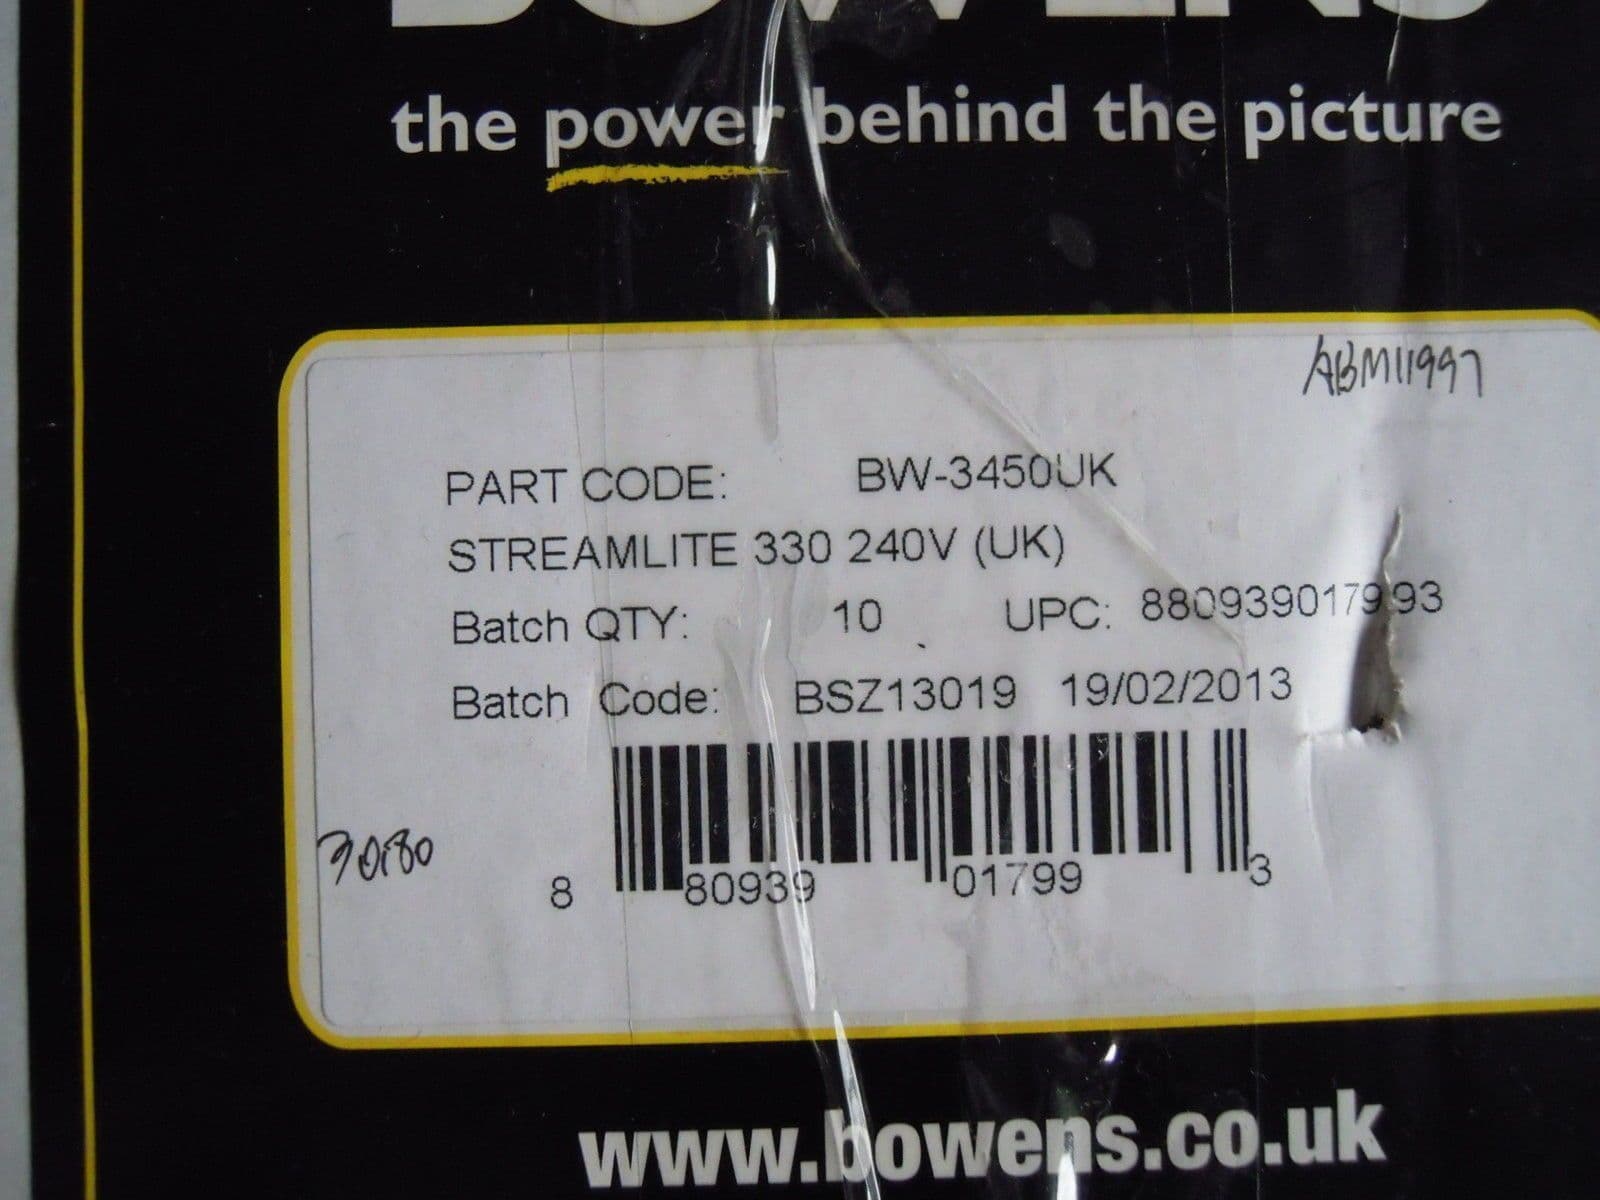 BOWENS
the power behind the picture
ABM11997
PART CODE: BW-3450UK
STREAMLITE 330 240V (UK)
Batch QTY: 10 UPC: 880939017993
Batch Code: BSZ13019 19/02/2013
8 80939 01799 3
www.bowens.co.uk